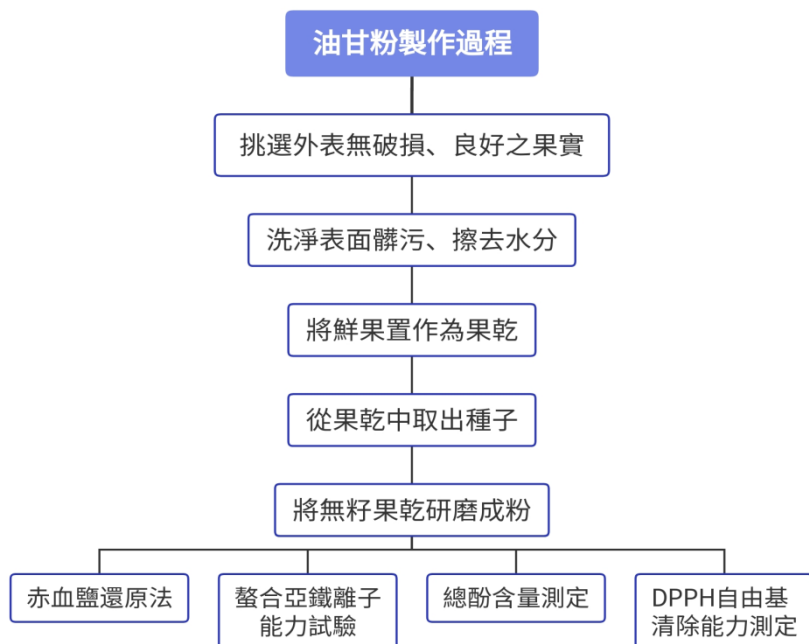 油甘粉製作過程
挑選外表無破損、良好之果實
洗淨表面髒污、擦去水分
將鮮果置作為果乾
從果乾中取出種子
將無籽果乾研磨成粉
赤血鹽還原法
螯合亞鐵離子
能力試驗
總酚含量測定
DPPH自由基
清除能力測定